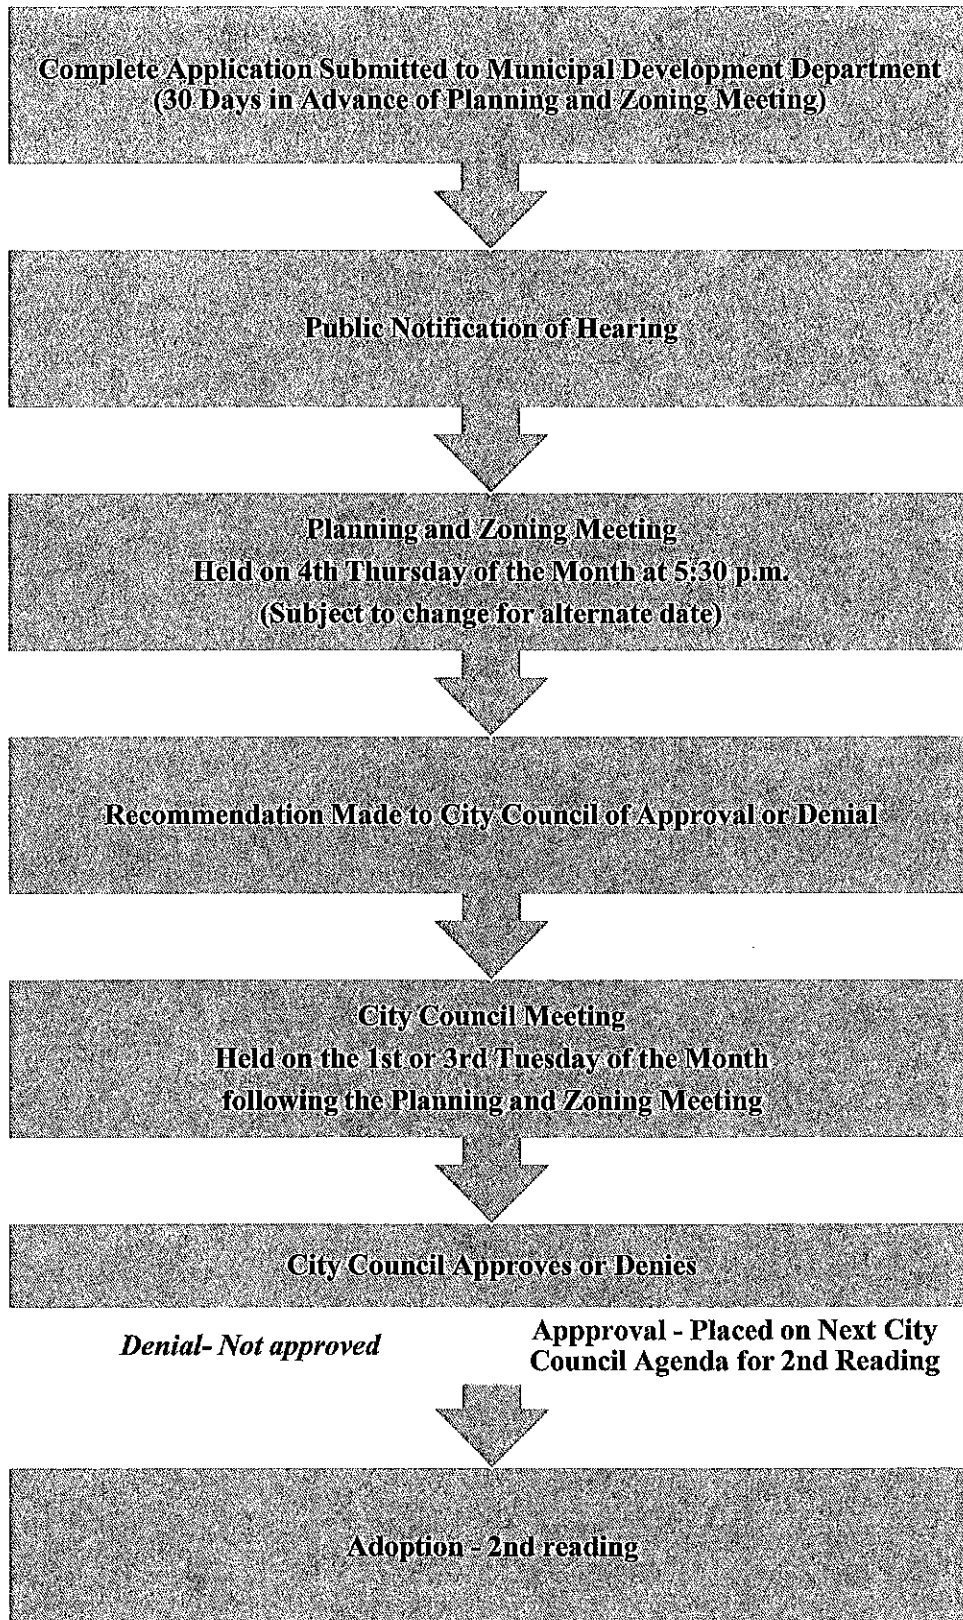 Complete Application Submitted to Municipal Development Department
(30 Days in Advance of Planning and Zoning Meeting)
Public Notification of Hearing
Planning and Zoning Meeting
Held on 4th Thursday of the Month at 5:30 p.m.
(Subject to change for alternate date)
Recommendation Made to City Council of Approval or Denial
City Council Meeting
Held on the 1st or 3rd Tuesday of the Month
following the Planning and Zoning Meeting
City Council Approves or Denies
Denial- Not approved
Appproval - Placed on Next City
Council Agenda for 2nd Reading
Adoption - 2nd reading